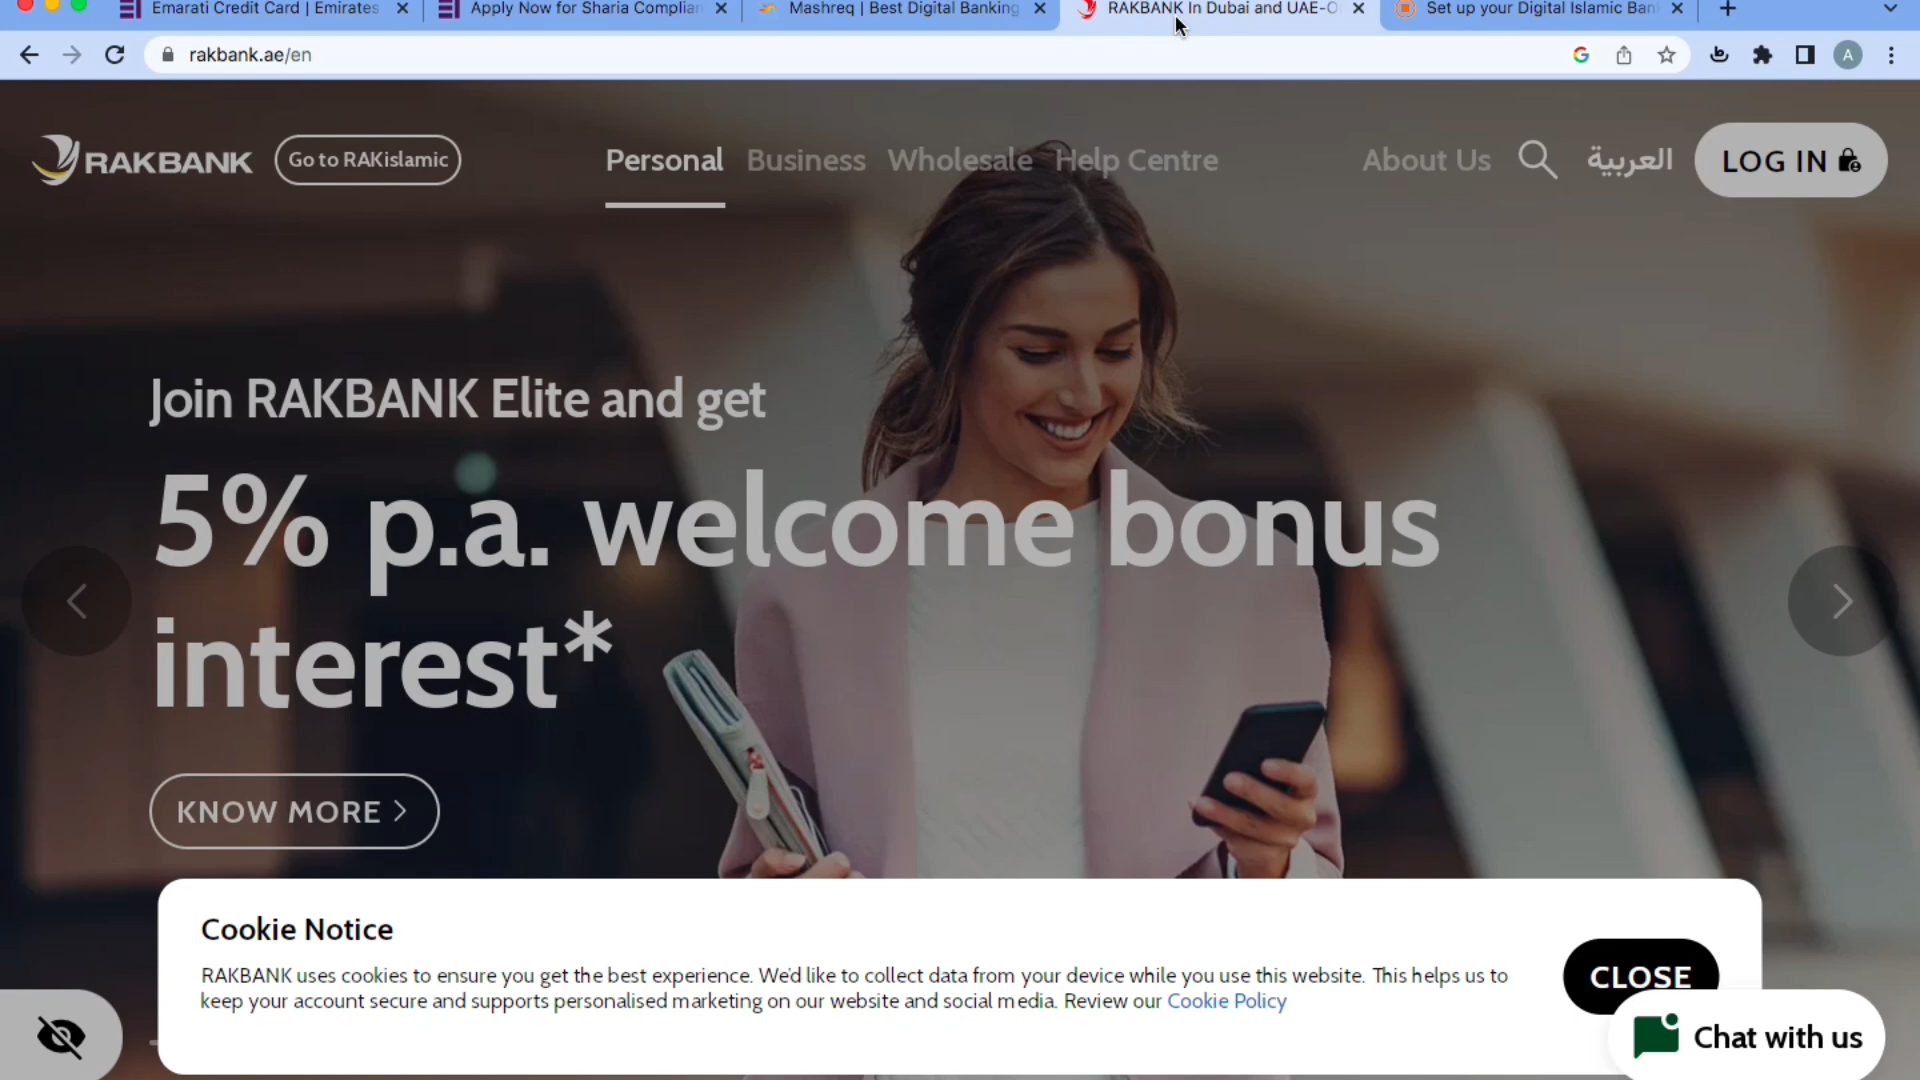 Emarati Credit Card | Emirates
Apply Now for Sharia Complian
Mashreq | Best Digital Banking
RAKBANK In Dubai and UAE-O
Set up your Digital Islamic Ban
rakbank.ae/en
A
RAKBANK
Go to RAKislamic
Personal
Business
Wholesale
Help Centre
About Us
العربية
LOG IN
Join RAKBANK Elite and get
5% p.a. welcome bonus
interest*
KNOW MORE >
Cookie Notice
RAKBANK uses cookies to ensure you get the best experience. We'd like to collect data from your device while you use this website. This helps us to
keep your account secure and supports personalised marketing on our website and social media. Review our Cookie Policy
CLOSE
Chat with us